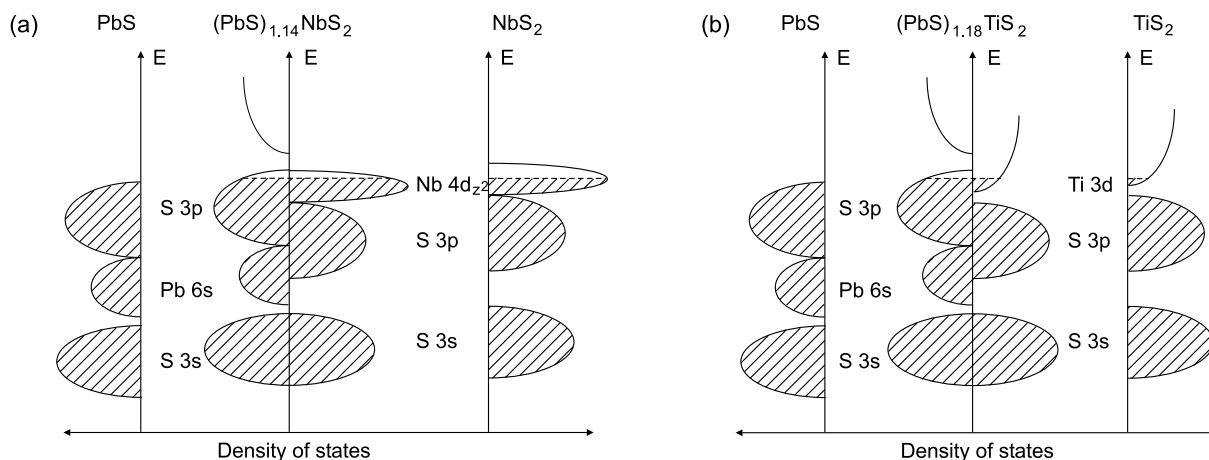 (a) PbS (PbS)₁.₁₄NbS₂ NbS₂
E E E
Nb 4d_z²
S 3p S 3p
Pb 6s
S 3s S 3s
Density of states
(b) PbS (PbS)₁.₁₈TiS₂ TiS₂
E E E
Ti 3d
S 3p S 3p
Pb 6s
S 3s S 3s
Density of states